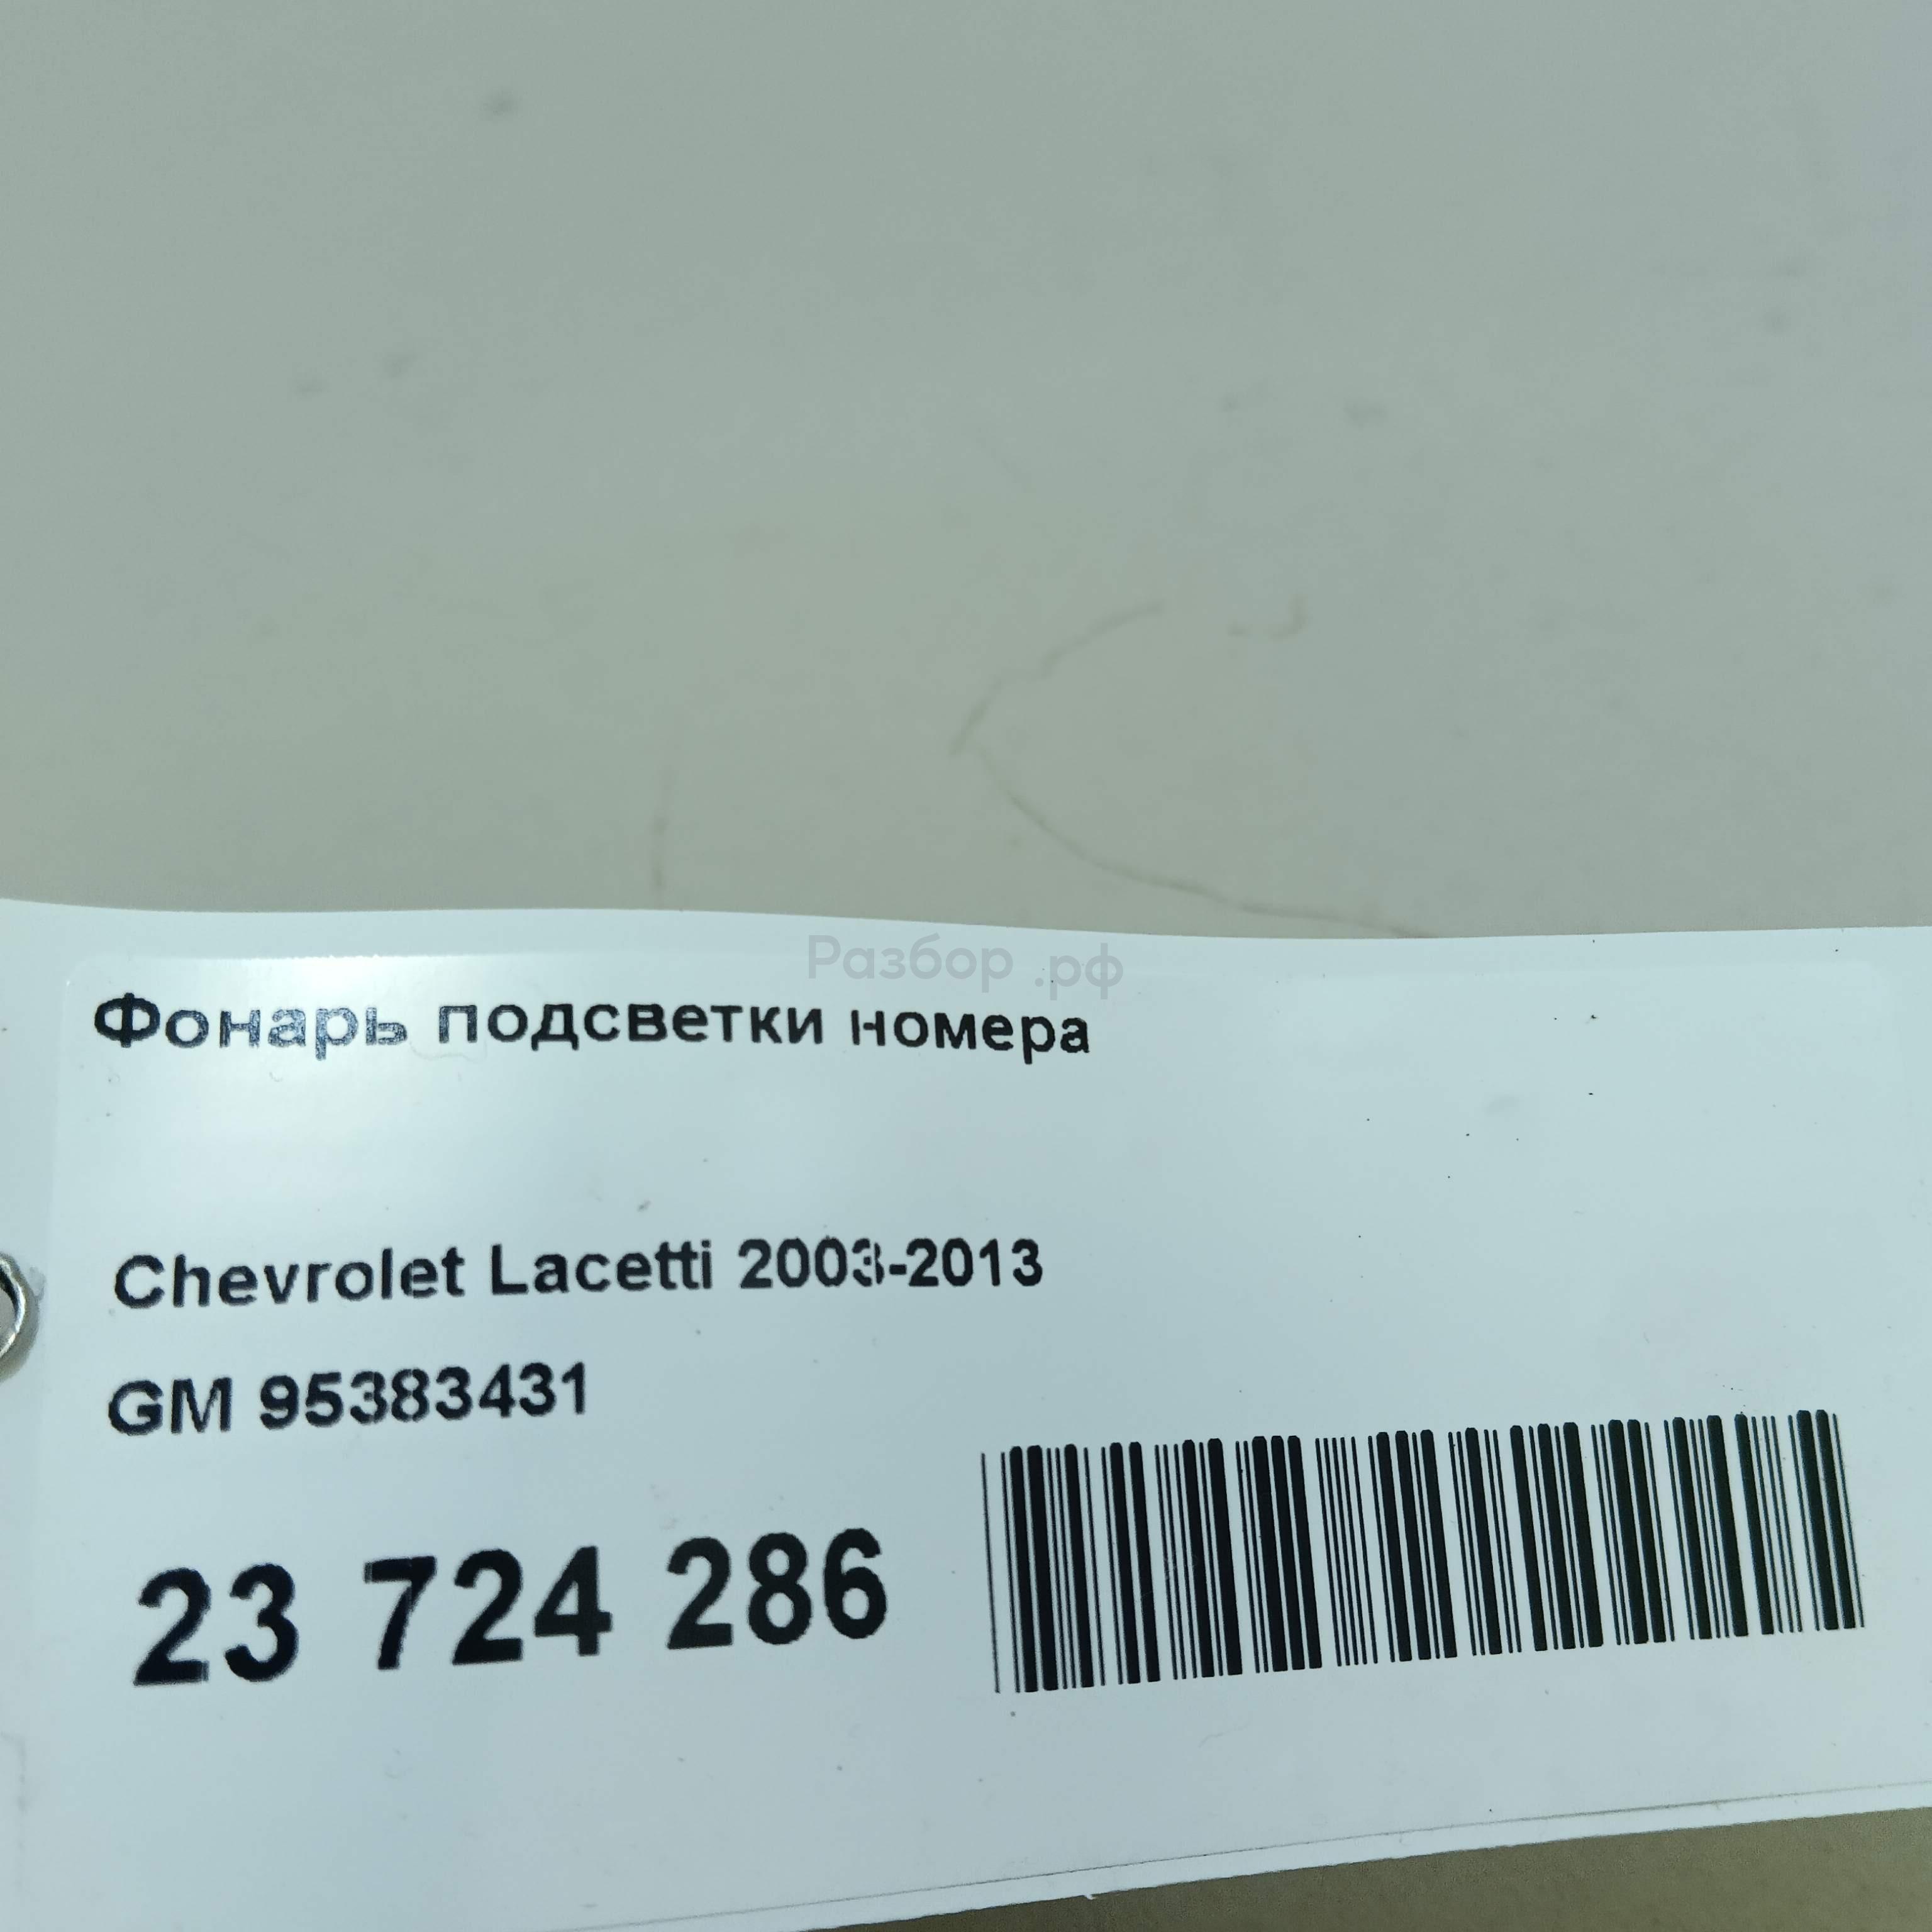 Разбор .рф
Фонарь подсветки номера
Chevrolet Lacetti 2003-2013
GM 95383431
23 724 286